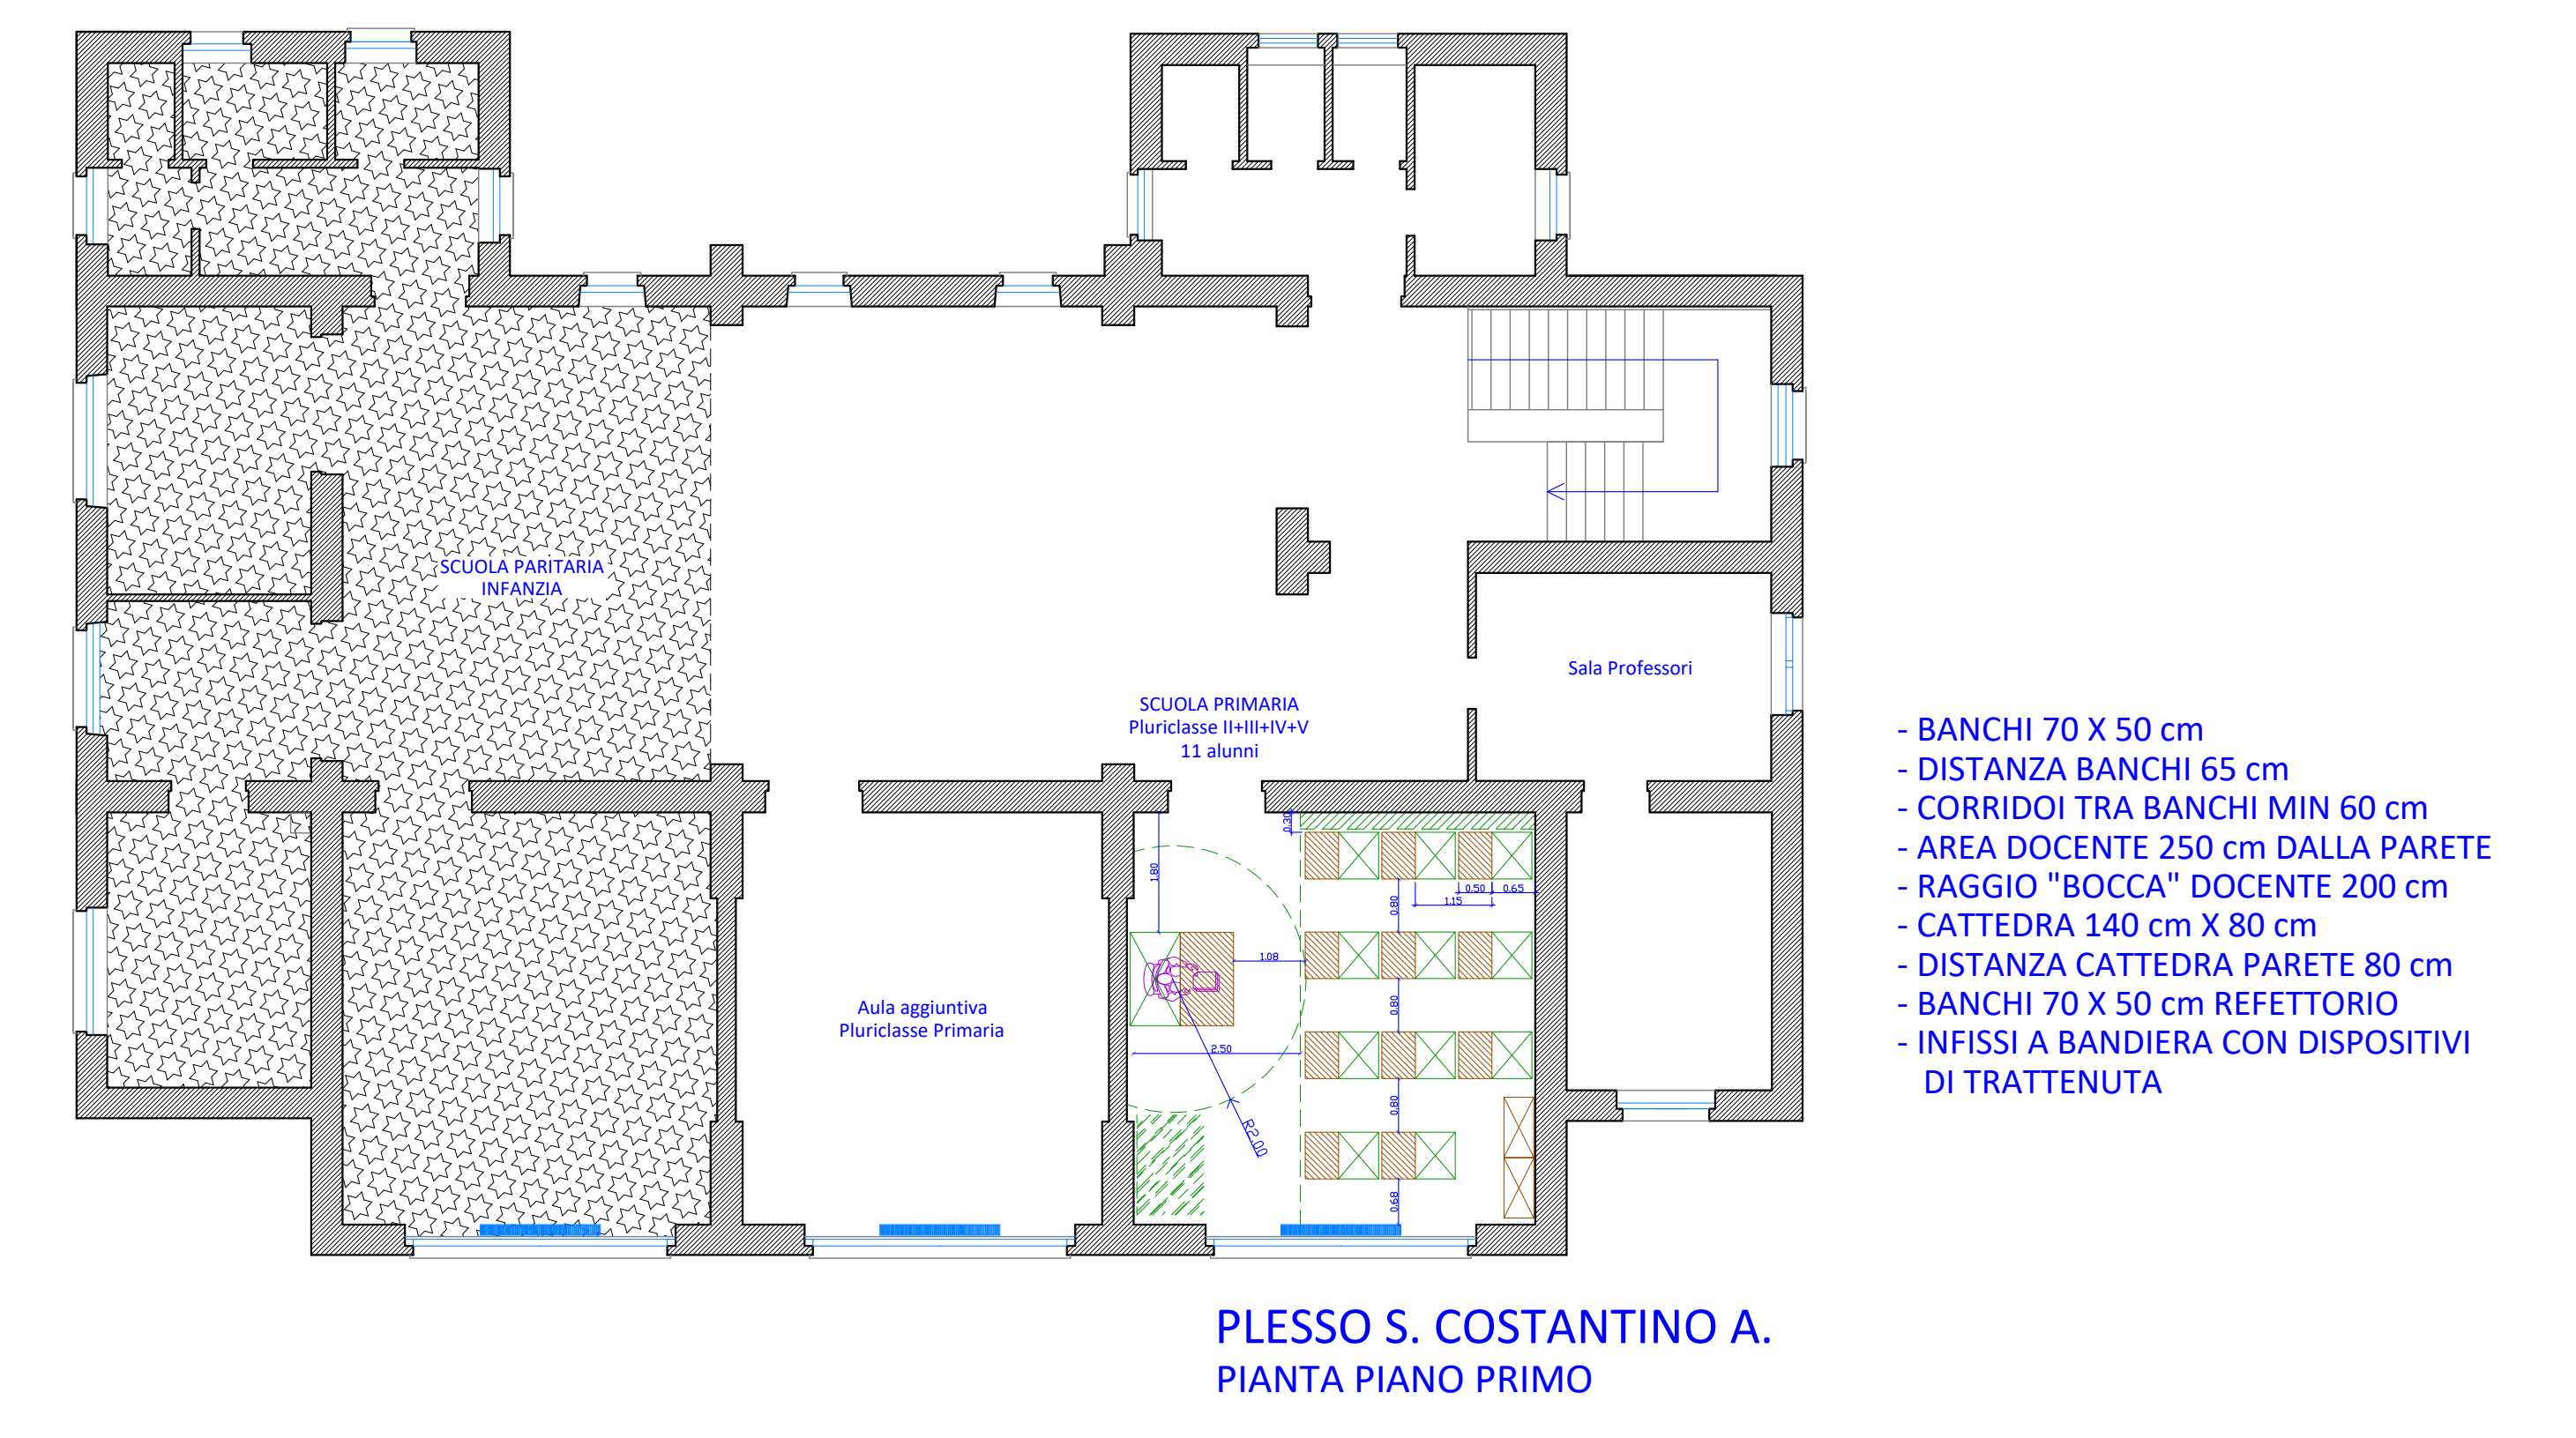 SCUOLA PARITARIA
INFANZIA
SCUOLA PRIMARIA
Pluriclasse II+III+IV+V
11 alunni
Sala Professori
Aula aggiuntiva
Pluriclasse Primaria
0.30
1.80
0.50
0.65
1.15
0.80
1.08
0.80
2.50
0.80
R2.00
0.68
- BANCHI 70 X 50 cm
- DISTANZA BANCHI 65 cm
- CORRIDOI TRA BANCHI MIN 60 cm
- AREA DOCENTE 250 cm DALLA PARETE
- RAGGIO "BOCCA" DOCENTE 200 cm
- CATTEDRA 140 cm X 80 cm
- DISTANZA CATTEDRA PARETE 80 cm
- BANCHI 70 X 50 cm REFETTORIO
- INFISSI A BANDIERA CON DISPOSITIVI
DI TRATTENUTA
PLESSO S. COSTANTINO A.
PIANTA PIANO PRIMO